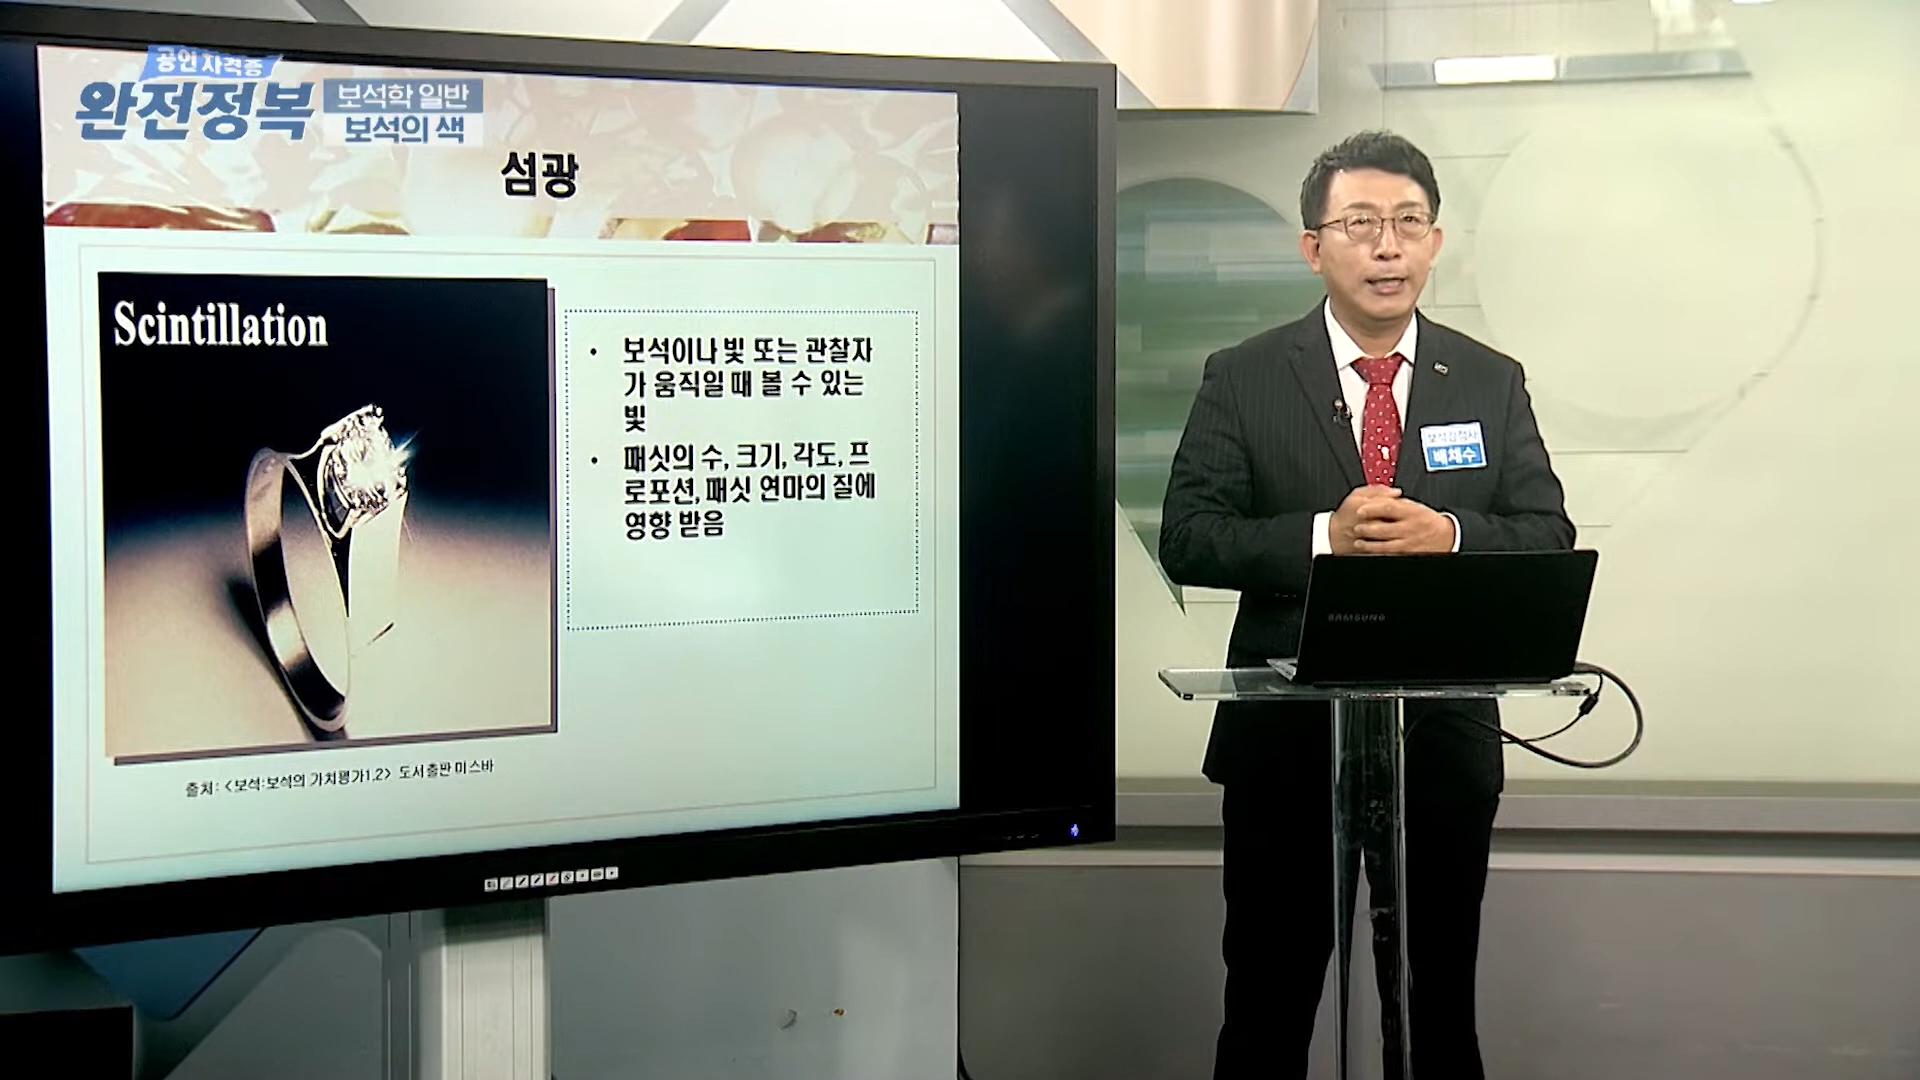 공인 자격증
완전정복
보석학 일반
보석의 색
섬광
Scintillation
• 보석이나 빛 또는 관찰자
가 움직일 때 볼 수 있는
빛
• 패싯의 수, 크기, 각도, 프
로포션, 패싯 연마의 질에
영향 받음
출처: <보석:보석의 가치평가1,2> 도서출판 미스바
보석감정사
배채수
SAMSUNG